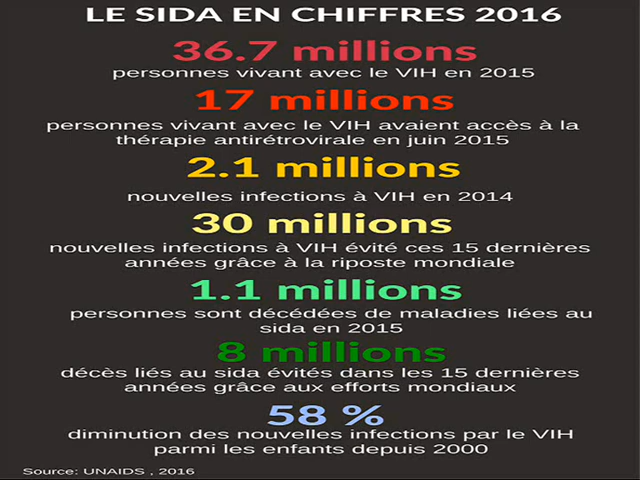 LE SIDA EN CHIFFRES 2016
36.7 millions
personnes vivant avec le VIH en 2015
17 millions
personnes vivant avec le VIH avaient accès à la
thérapie antirétrovirale en juin 2015
2.1 millions
nouvelles infections à VIH en 2014
30 millions
nouvelles infections à VIH évité ces 15 dernières
années grâce à la riposte mondiale
1.1 millions
personnes sont décédées de maladies liées au
sida en 2015
8 millions
décès liés au sida évités dans les 15 dernières
années grâce aux efforts mondiaux
58 %
diminution des nouvelles infections par le VIH
parmi les enfants depuis 2000
Source: UNAIDS , 2016